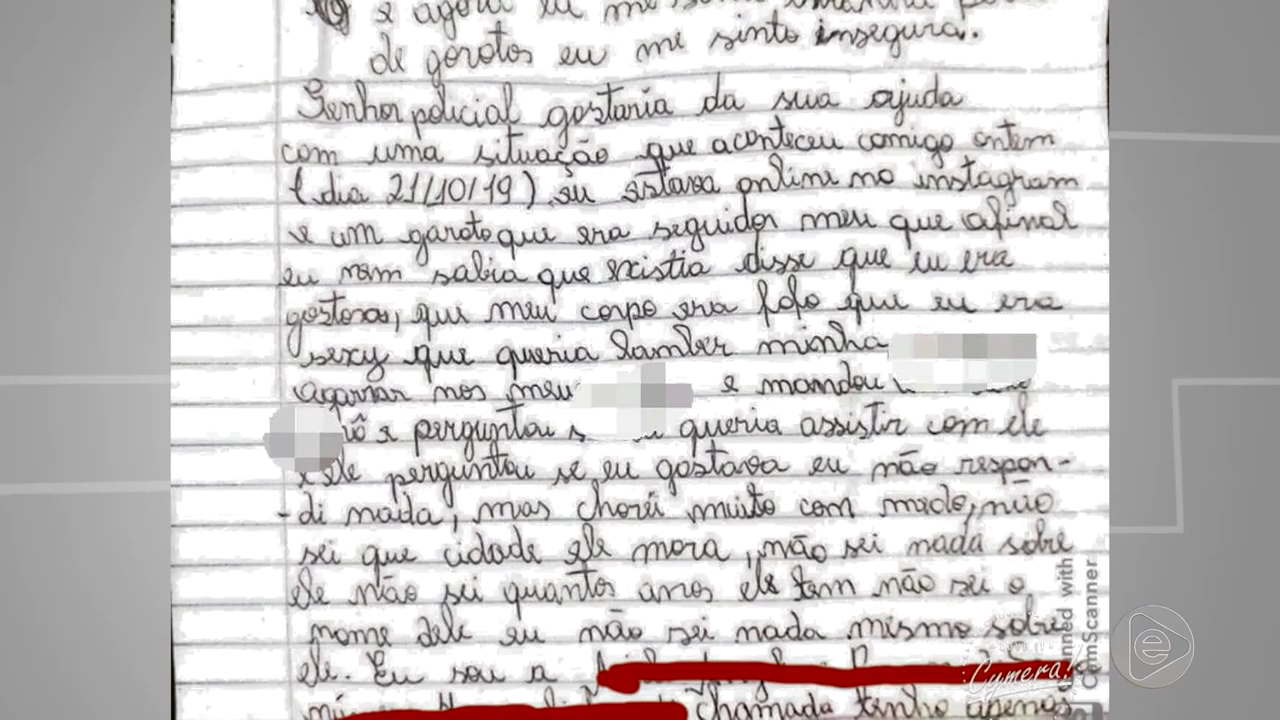 e agora eu me
de garotos eu me sinto insegura.
Senhor policial gostaria da sua ajuda
com uma situação que aconteceu comigo ontem
(dia 21/10/19) eu estava online no instagram
e um garoto que era seguidor meu que afinal
eu nem sabia que existia disse que eu era
gostosa, que meu corpo era fofo que eu era
sexy que queria lamber minha
agarrar nos meu e mandou
e perguntou queria assistir com ele
e ele perguntou se eu gostava eu não respon-
-di nada, mas chorei muito com medo, não
sei que cidade ele mora, não sei nada sobre
ele não sei quantos anos ele tem não sei o
nome dele eu não sei nada mesmo sobre
ele. Eu sou a
chamada tenho apenas
Scanned with
CamScanner
Cymera!
e